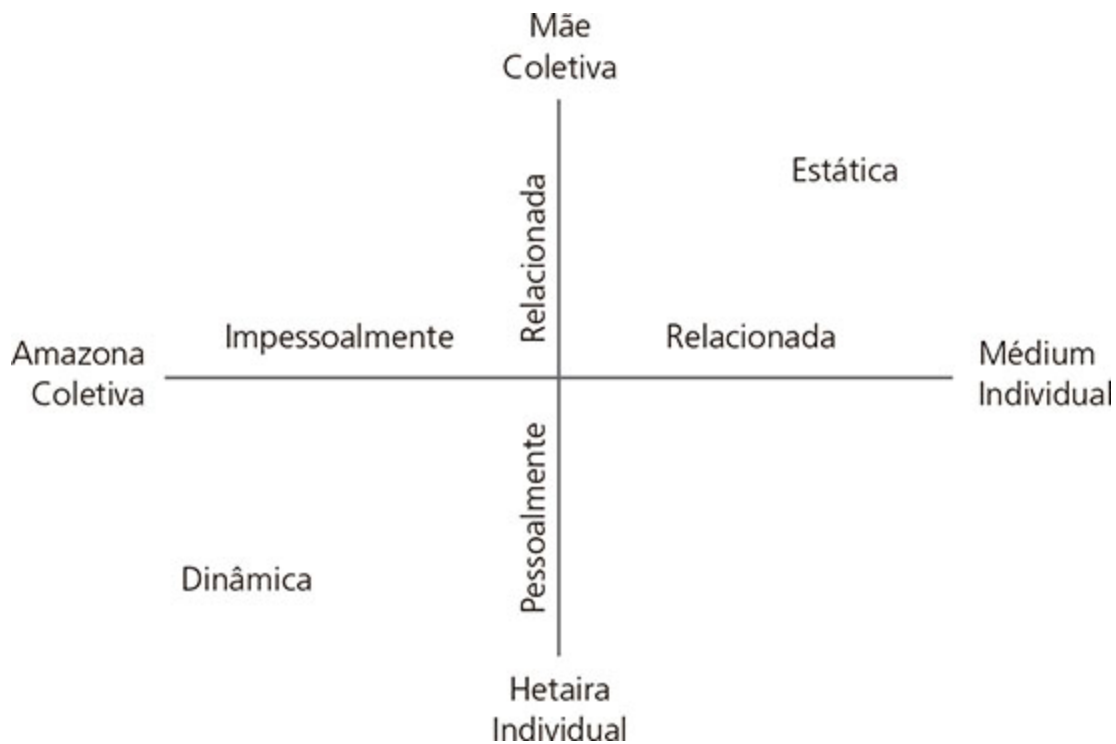 Mãe
Coletiva
Estática
Relacionada
Impessoalmente
Relacionada
Amazona
Coletiva
Médium
Individual
Pessoalmente
Dinâmica
Hetaira
Individual